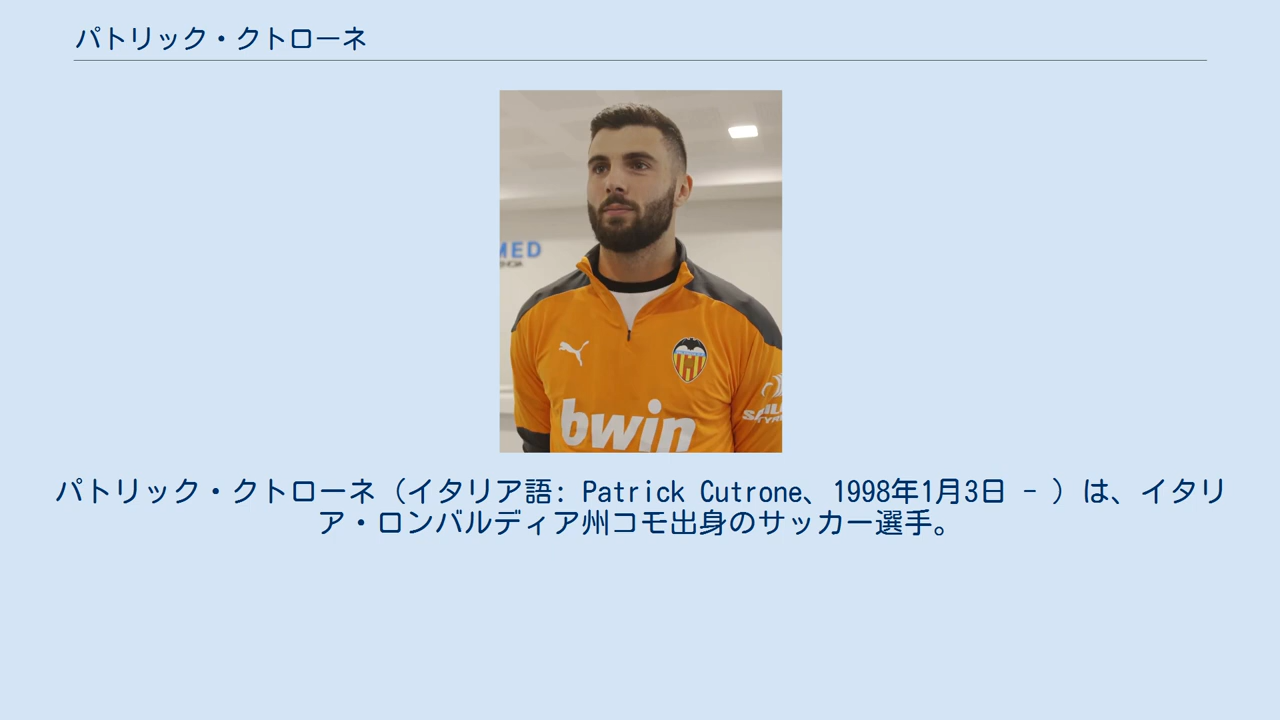 パトリック・クトローネ
MED
bwin
パトリック・クトローネ（イタリア語: Patrick Cutrone、1998年1月3日 - ）は、イタリ
ア・ロンバルディア州コモ出身のサッカー選手。